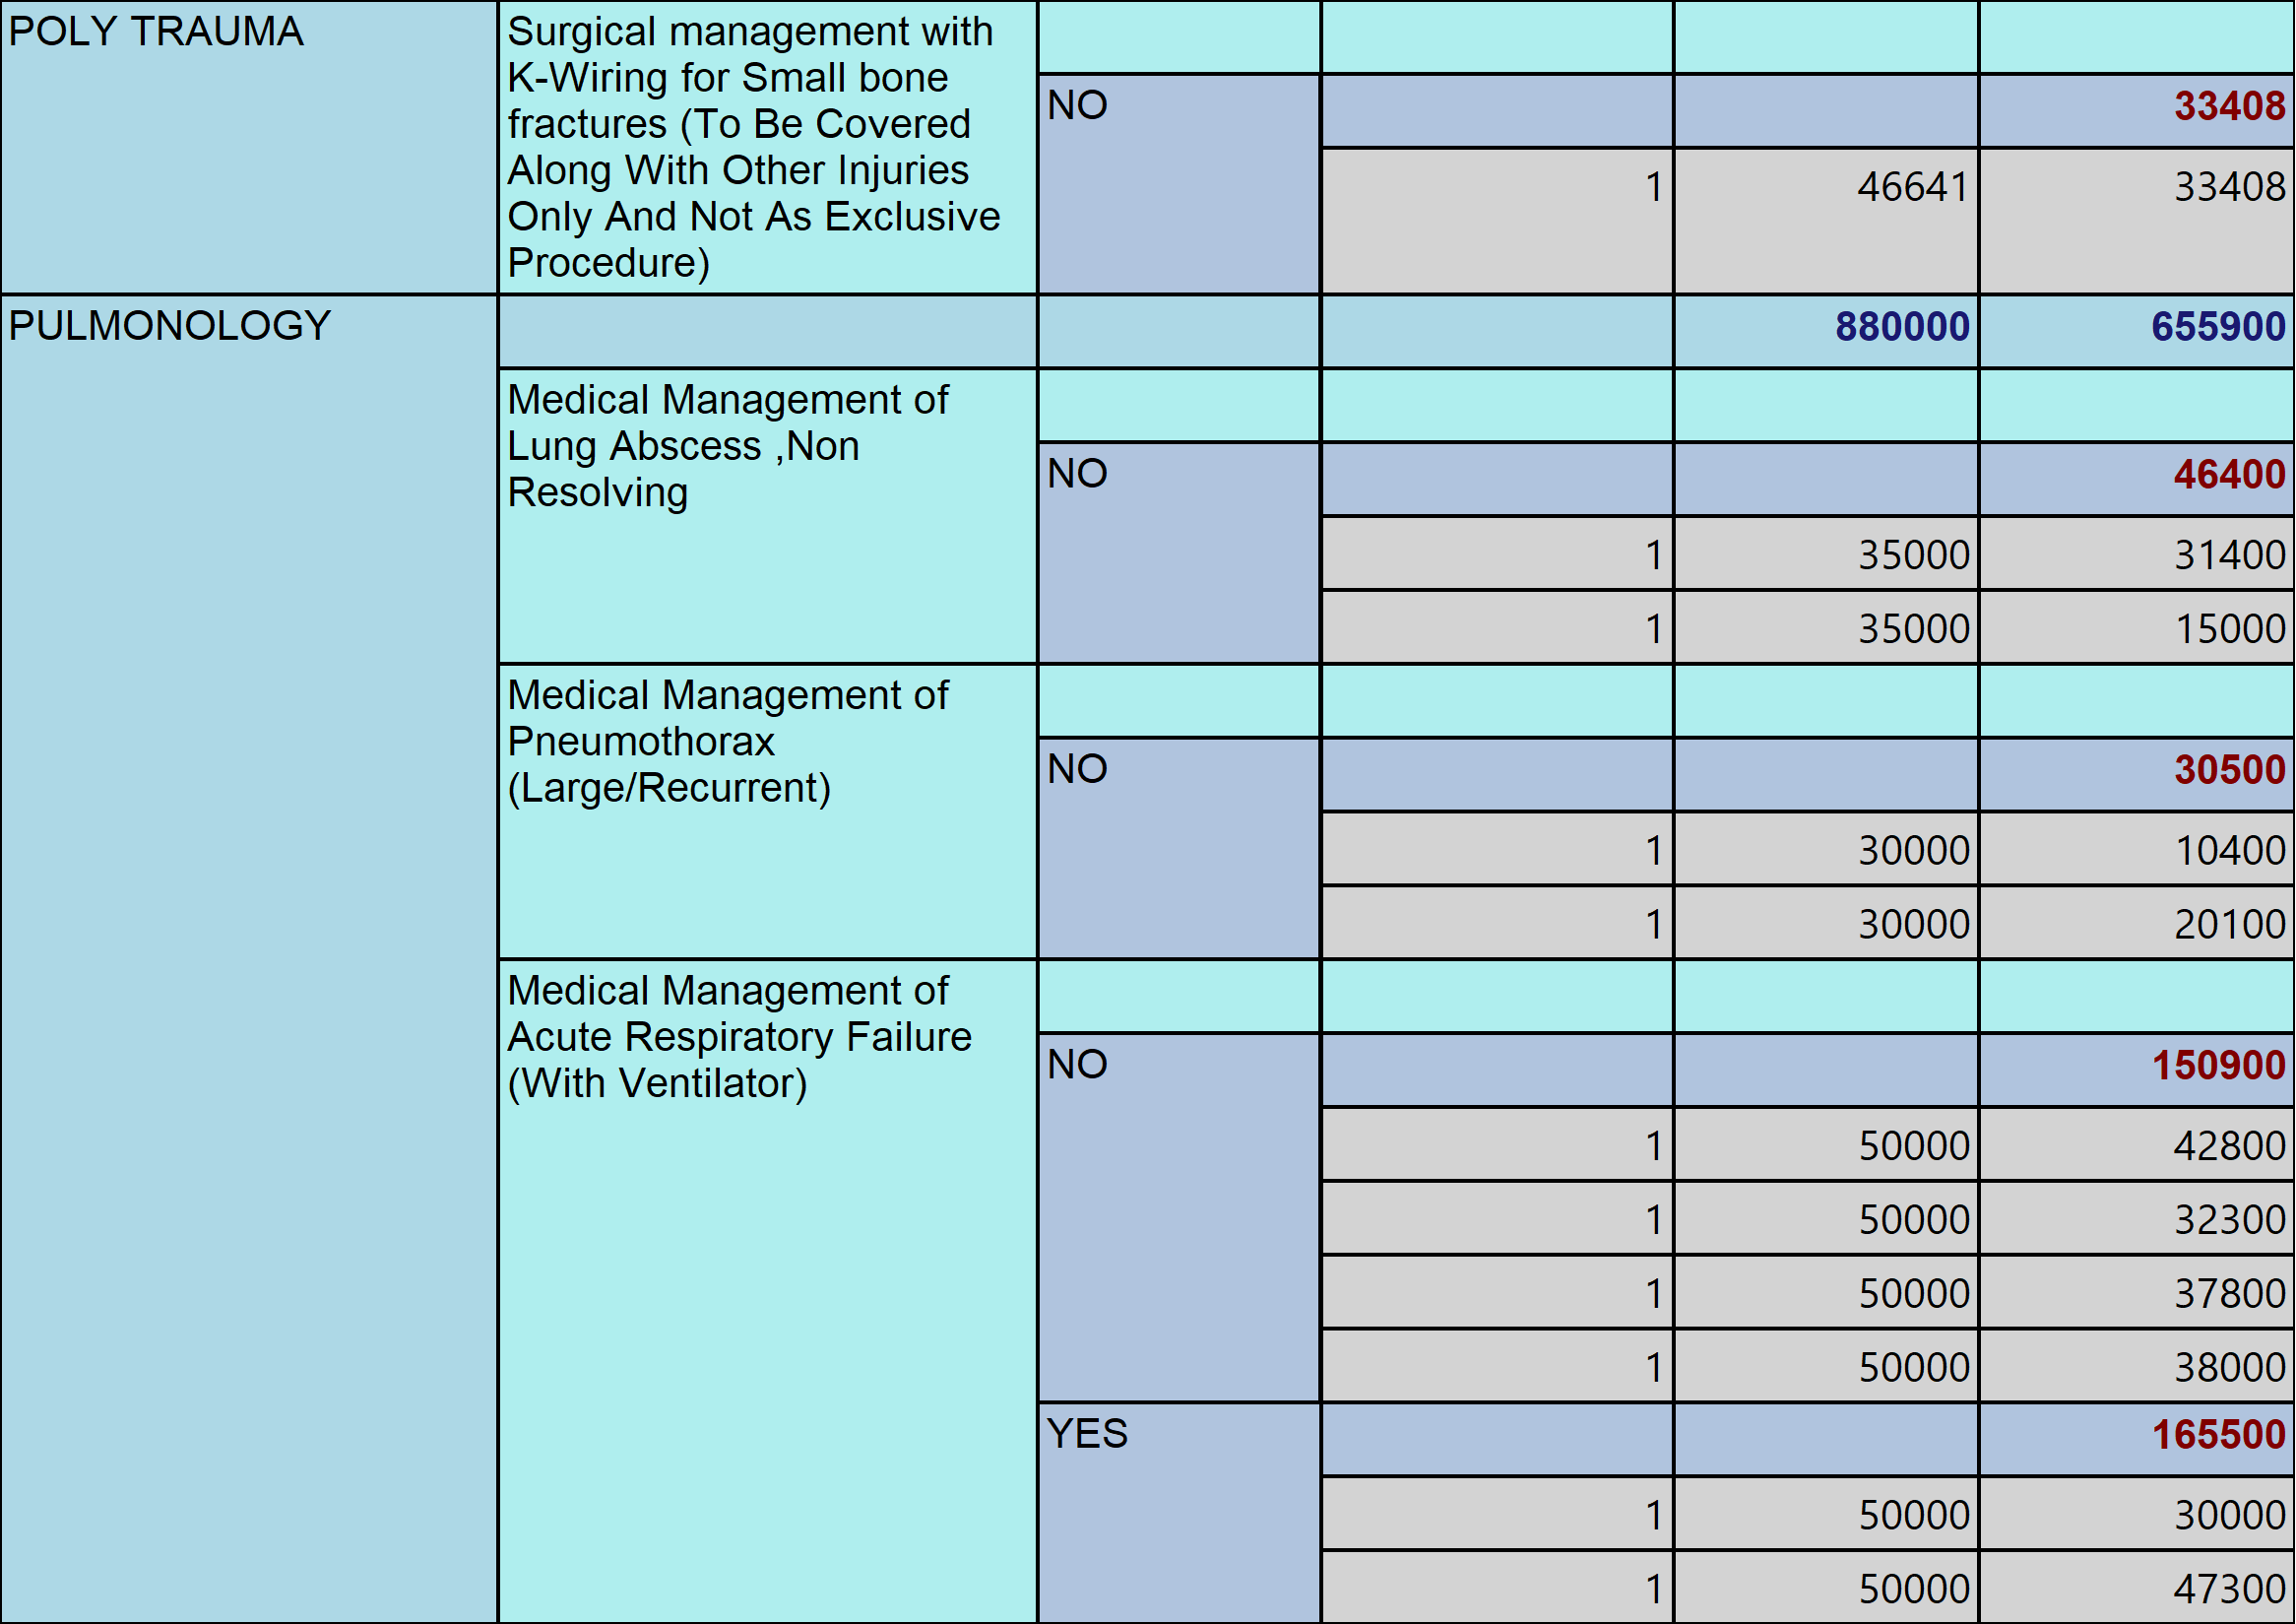 POLY TRAUMA
Surgical management with
K-Wiring for Small bone
fractures (To Be Covered
Along With Other Injuries
Only And Not As Exclusive
Procedure)
NO
33408
1 46641 33408
PULMONOLOGY
880000 655900
Medical Management of
Lung Abscess ,Non
Resolving
NO
46400
1 35000 31400
1 35000 15000
Medical Management of
Pneumothorax
(Large/Recurrent)
NO
30500
1 30000 10400
1 30000 20100
Medical Management of
Acute Respiratory Failure
(With Ventilator)
NO
150900
1 50000 42800
1 50000 32300
1 50000 37800
1 50000 38000
YES
165500
1 50000 30000
1 50000 47300